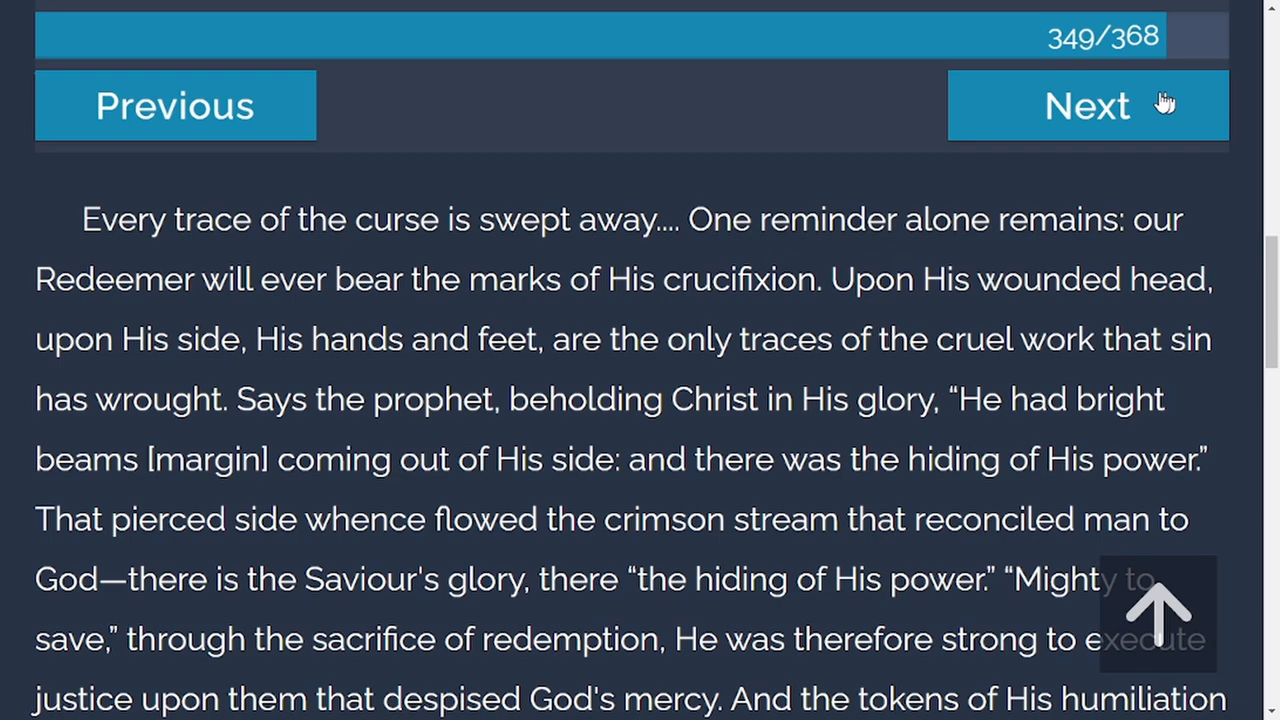 349/368
Previous
Next
Every trace of the curse is swept away.... One reminder alone remains: our
Redeemer will ever bear the marks of His crucifixion. Upon His wounded head,
upon His side, His hands and feet, are the only traces of the cruel work that sin
has wrought. Says the prophet, beholding Christ in His glory, “He had bright
beams [margin] coming out of His side: and there was the hiding of His power.”
That pierced side whence flowed the crimson stream that reconciled man to
God—there is the Saviour's glory, there “the hiding of His power.” “Mighty to
save,” through the sacrifice of redemption, He was therefore strong to execute
justice upon them that despised God's mercy. And the tokens of His humiliation